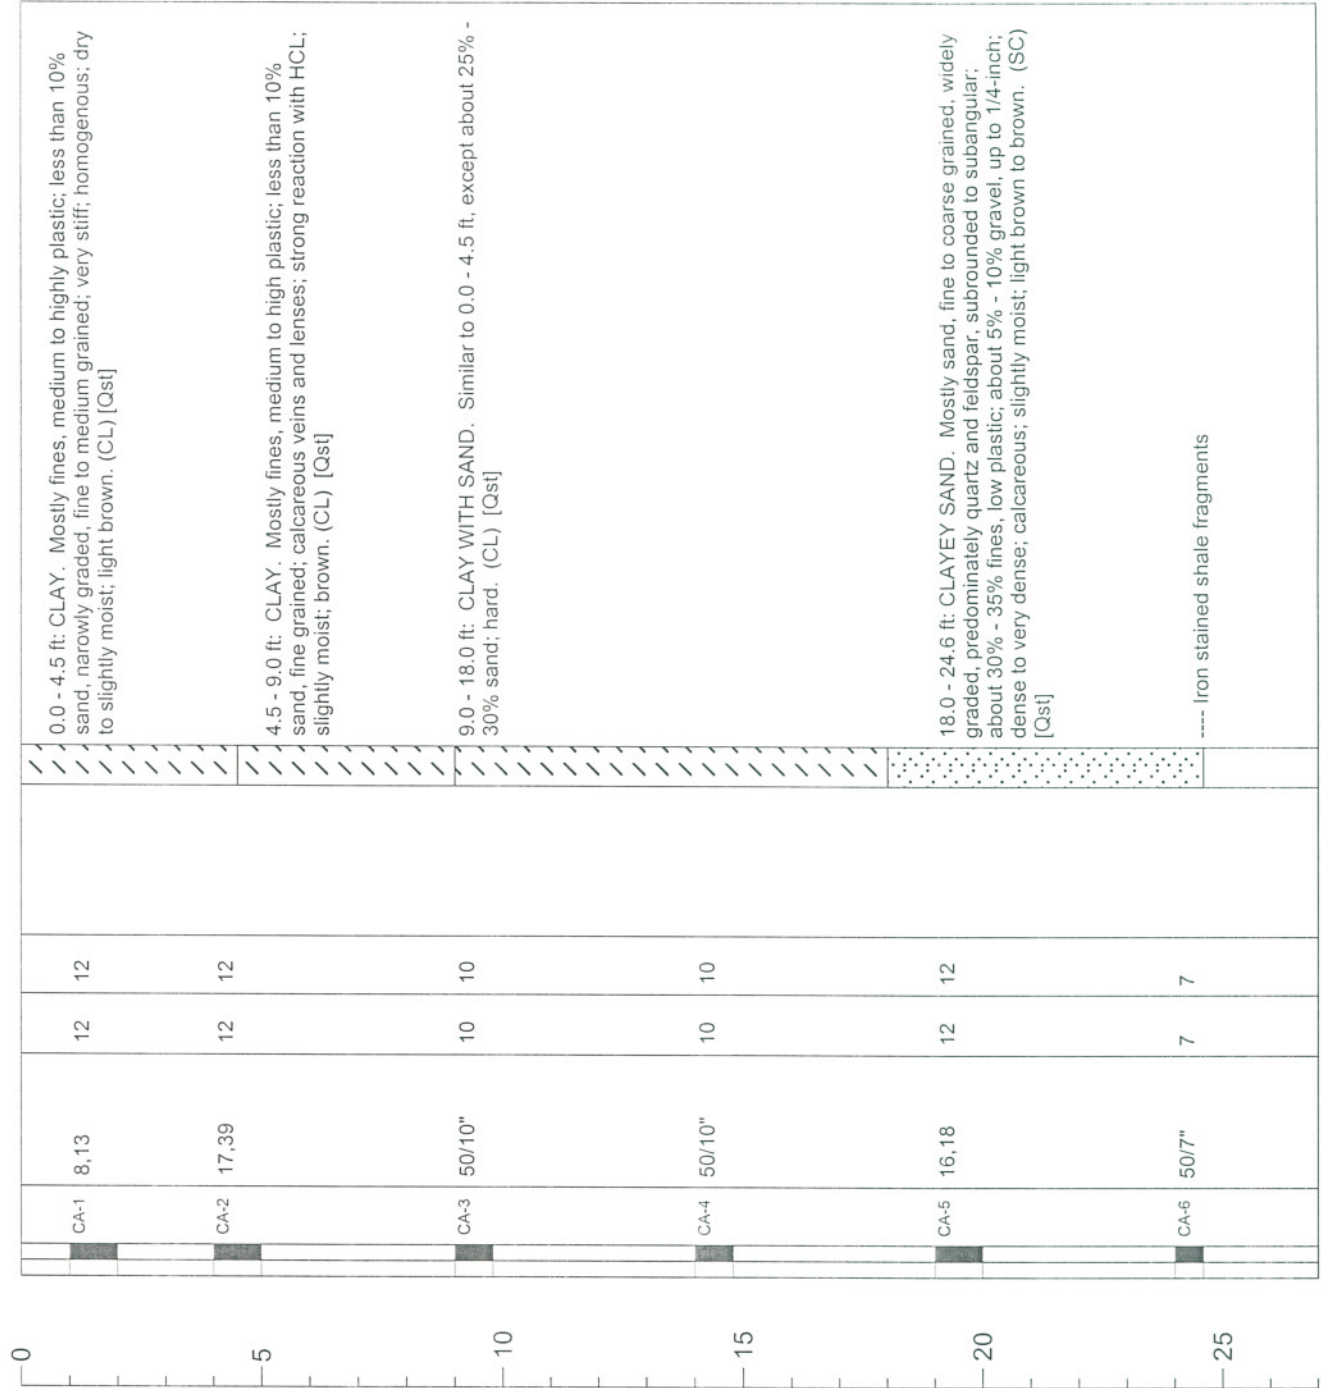 0
5
10
15
20
25
CA-1 8,13 12 12
CA-2 17,39 12 12
CA-3 50/10" 10 10
CA-4 50/10" 10 10
CA-5 16,18 12 12
CA-6 50/7" 7 7
0.0 - 4.5 ft: CLAY. Mostly fines, medium to highly plastic; less than 10%
sand, narowly graded, fine to medium grained; very stiff; homogenous; dry
to slightly moist; light brown. (CL) [Qst]
4.5 - 9.0 ft: CLAY. Mostly fines, medium to high plastic; less than 10%
sand, fine grained; calcareous veins and lenses; strong reaction with HCL;
slightly moist; brown. (CL) [Qst]
9.0 - 18.0 ft: CLAY WITH SAND. Similar to 0.0 - 4.5 ft, except about 25% -
30% sand; hard. (CL) [Qst]
18.0 - 24.6 ft: CLAYEY SAND. Mostly sand, fine to coarse grained, widely
graded, predominately quartz and feldspar, subrounded to subangular;
about 30% - 35% fines, low plastic; about 5% - 10% gravel, up to 1/4-inch;
dense to very dense; calcareous; slightly moist; light brown to brown. (SC)
[Qst]
---- Iron stained shale fragments